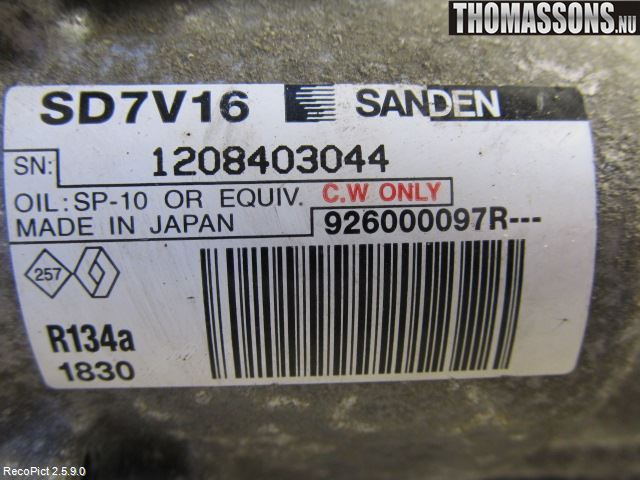 THOMASSONS.NU
SD7V16 SANDEN
SN: 1208403044
OIL:SP-10 OR EQUIV. C.W ONLY
MADE IN JAPAN 926000097R---
257
R134a
1830
RecoPict 2.5.9.0